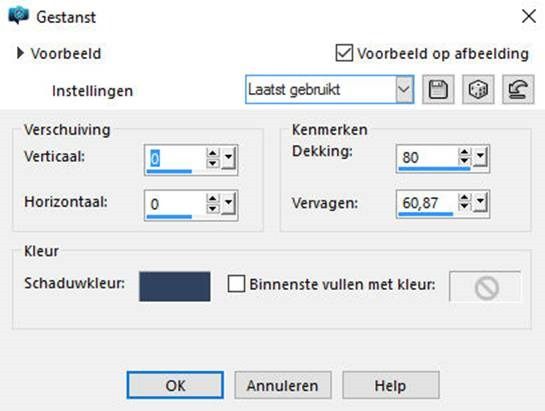 Gestanst
Voorbeeld
Voorbeeld op afbeelding
Instellingen
Laatst gebruikt
Verschuiving
Verticaal:
0
Horizontaal:
0
Kenmerken
Dekking:
80
Vervagen:
60,87
Kleur
Schaduwkleur:
Binnenste vullen met kleur:
OK
Annuleren
Help